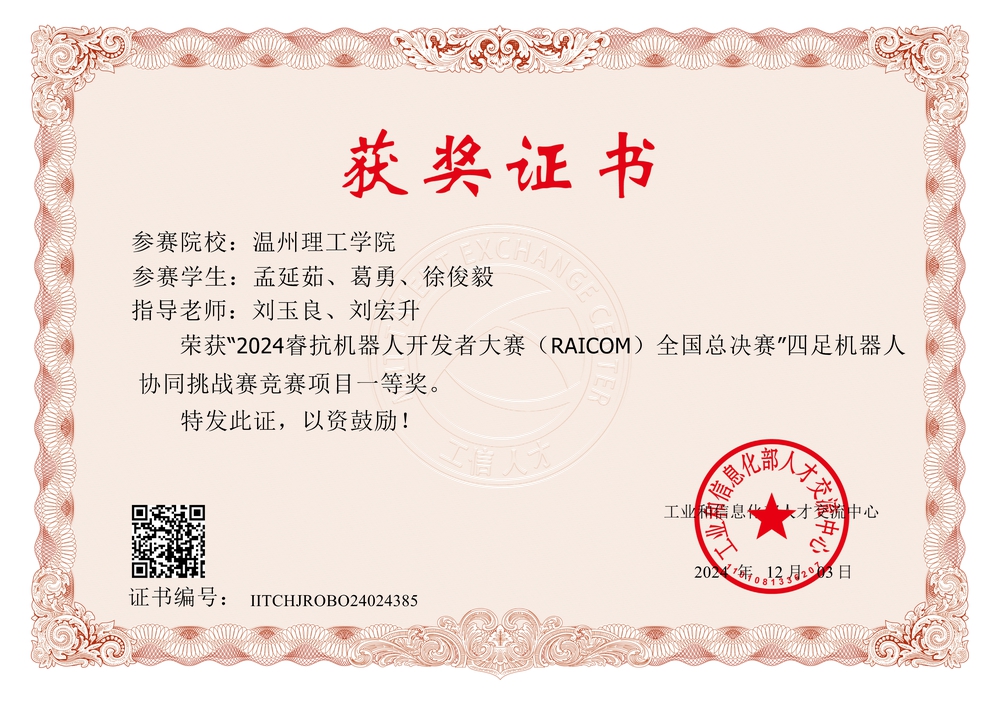 获奖证书
参赛院校：温州理工学院
参赛学生：孟延茹、葛勇、徐俊毅
指导老师：刘玉良、刘宏升
荣获“2024睿抗机器人开发者大赛（RAICOM）全国总决赛”四足机器人
协同挑战赛竞赛项目一等奖。
特发此证，以资鼓励！
EXCHANGE CENTER
工信人才
工业和信息化部人才交流中心
工业和信息化部人才交流中心
2024 年 12 月 03 日
证书编号： IITCHJROBO24024385